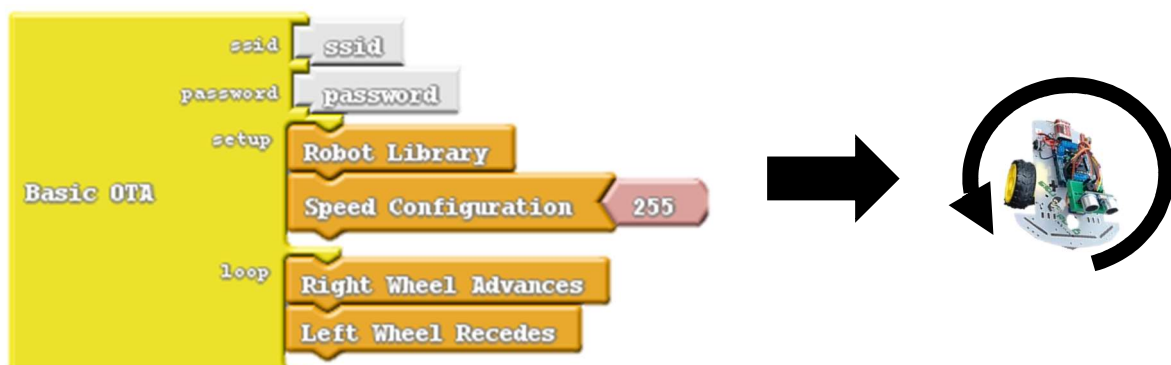 ssid ssid
password password
setup
Robot Library
Basic OTA
Speed Configuration 255
loop
Right Wheel Advances
Left Wheel Recedes